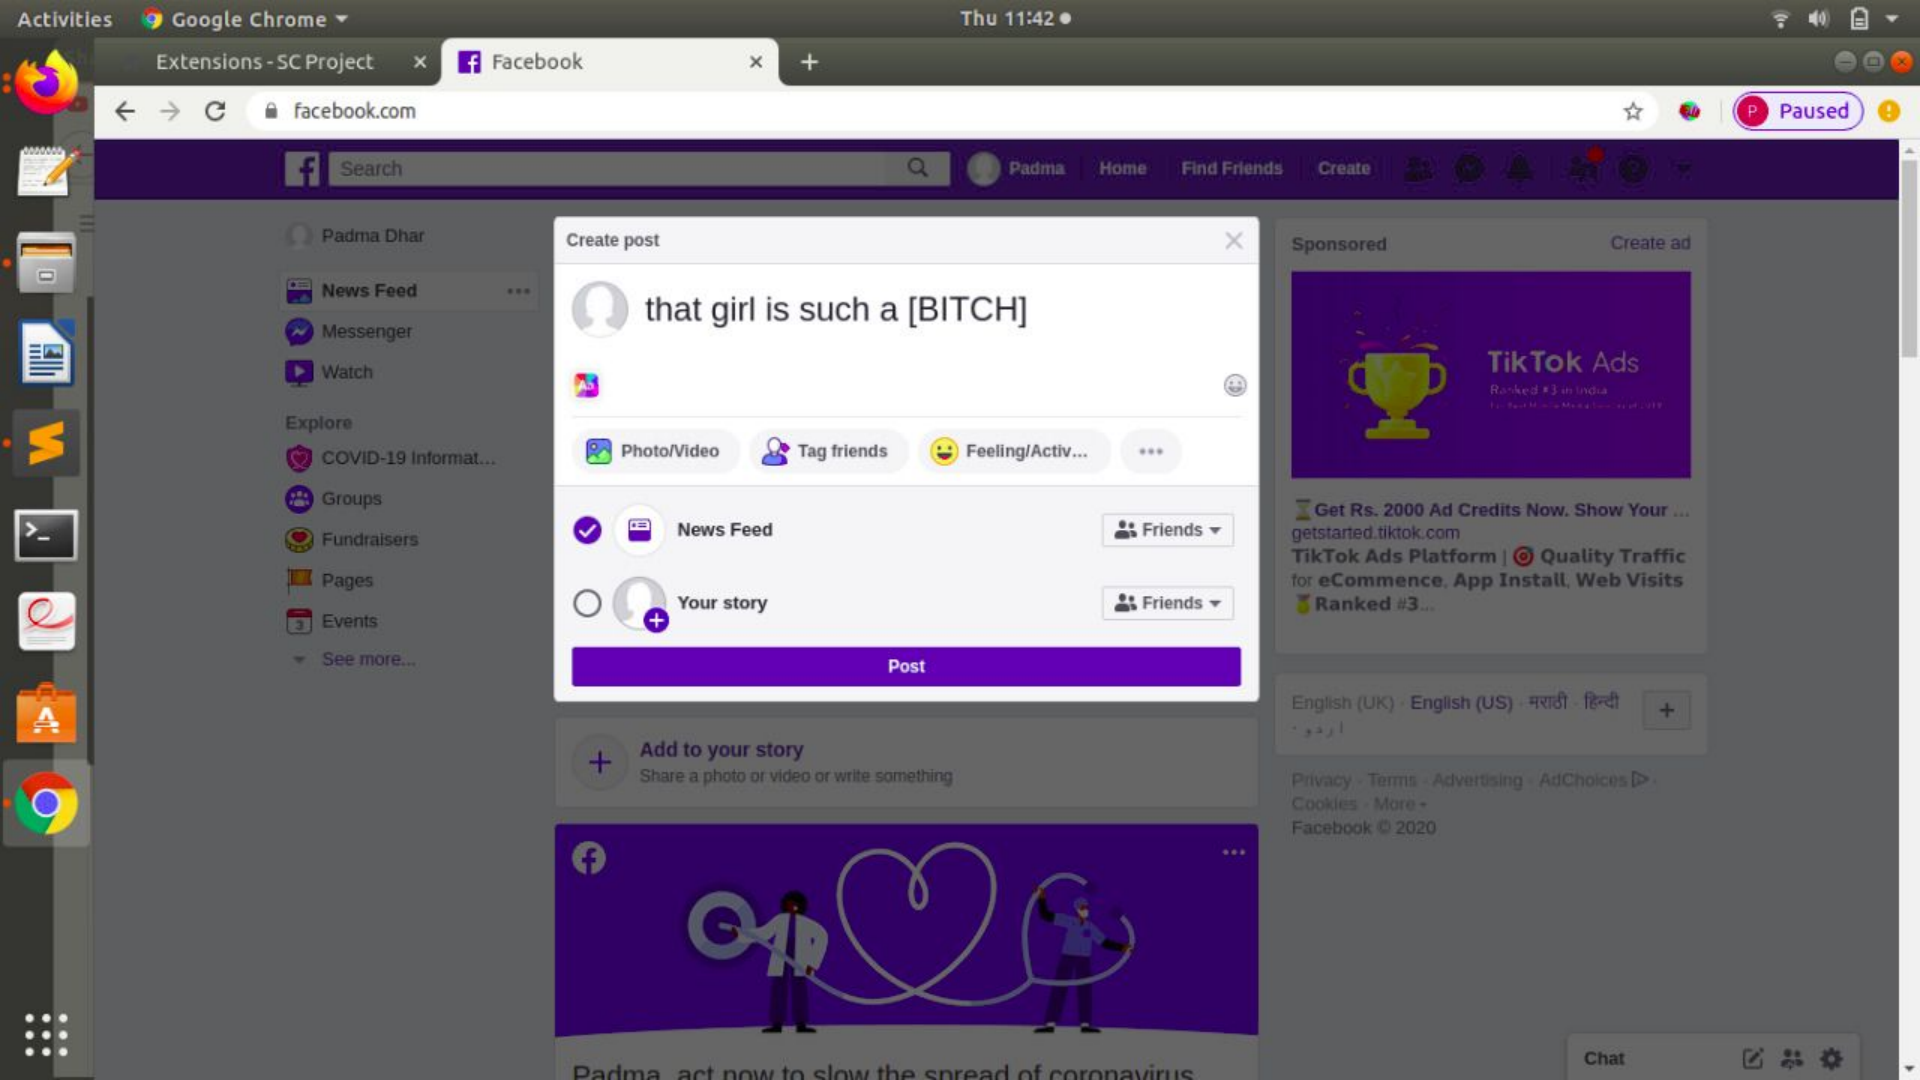 Activities
Google Chrome
Thu 11:42
Extensions - SC Project
Facebook
facebook.com
P Paused
Search
Padma
Home
Find Friends
Create
Padma Dhar
News Feed
Messenger
Watch
Explore
COVID-19 Informat...
Groups
Fundraisers
Pages
3 Events
See more...
Create post
that girl is such a [BITCH]
Photo/Video
Tag friends
Feeling/Activ...
News Feed
Friends
Your story
Friends
Post
Add to your story
Share a photo or video or write something
Padma, act now to slow the spread of coronavirus
Sponsored
Create ad
TikTok Ads
Ranked #3 in India
⌛Get Rs. 2000 Ad Credits Now. Show Your ...
getstarted.tiktok.com
TikTok Ads Platform | 🎯 Quality Traffic
for eCommence, App Install, Web Visits
🏅Ranked #3...
English (UK) · English (US) · मराठी · हिन्दी
اردو ·
Privacy · Terms · Advertising · AdChoices ·
Cookies · More
Facebook © 2020
Chat